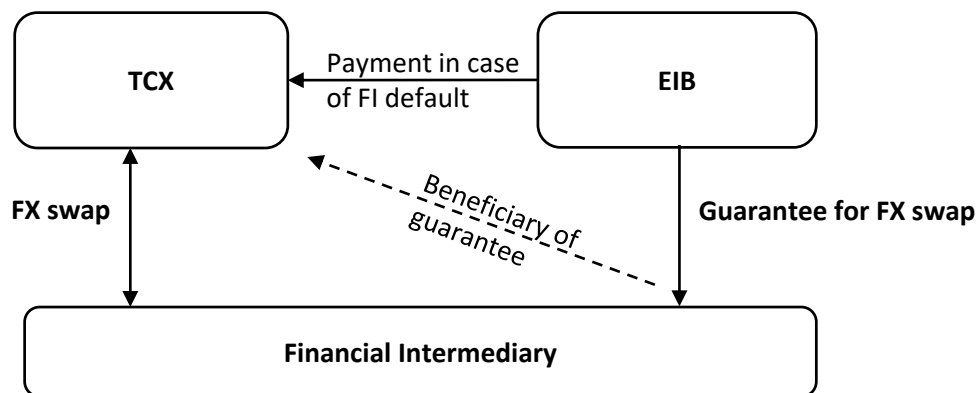 TCX
Payment in case
of FI default
EIB
FX swap
Beneficiary of
guarantee
Guarantee for FX swap
Financial Intermediary